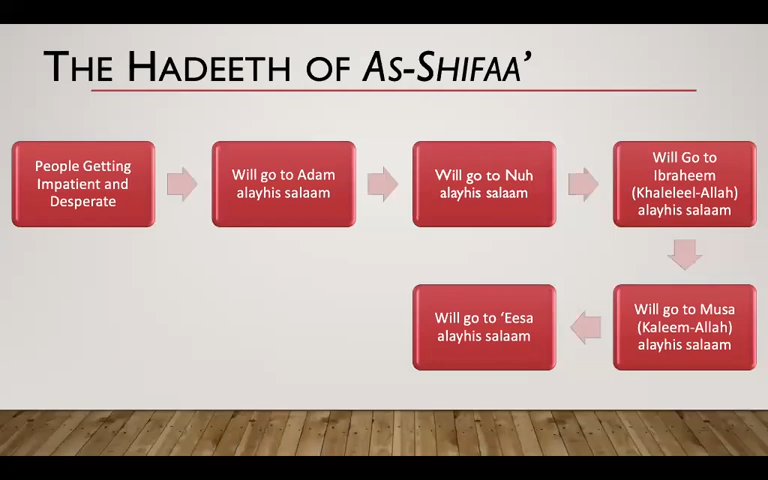 The Hadeeth of As-Shifaa’
People Getting
Impatient and
Desperate
Will go to Adam
alayhis salaam
Will go to Nuh
alayhis salaam
Will Go to
Ibraheem
(Khaleleel-Allah)
alayhis salaam
Will go to Musa
(Kaleem-Allah)
alayhis salaam
Will go to ‘Eesa
alayhis salaam